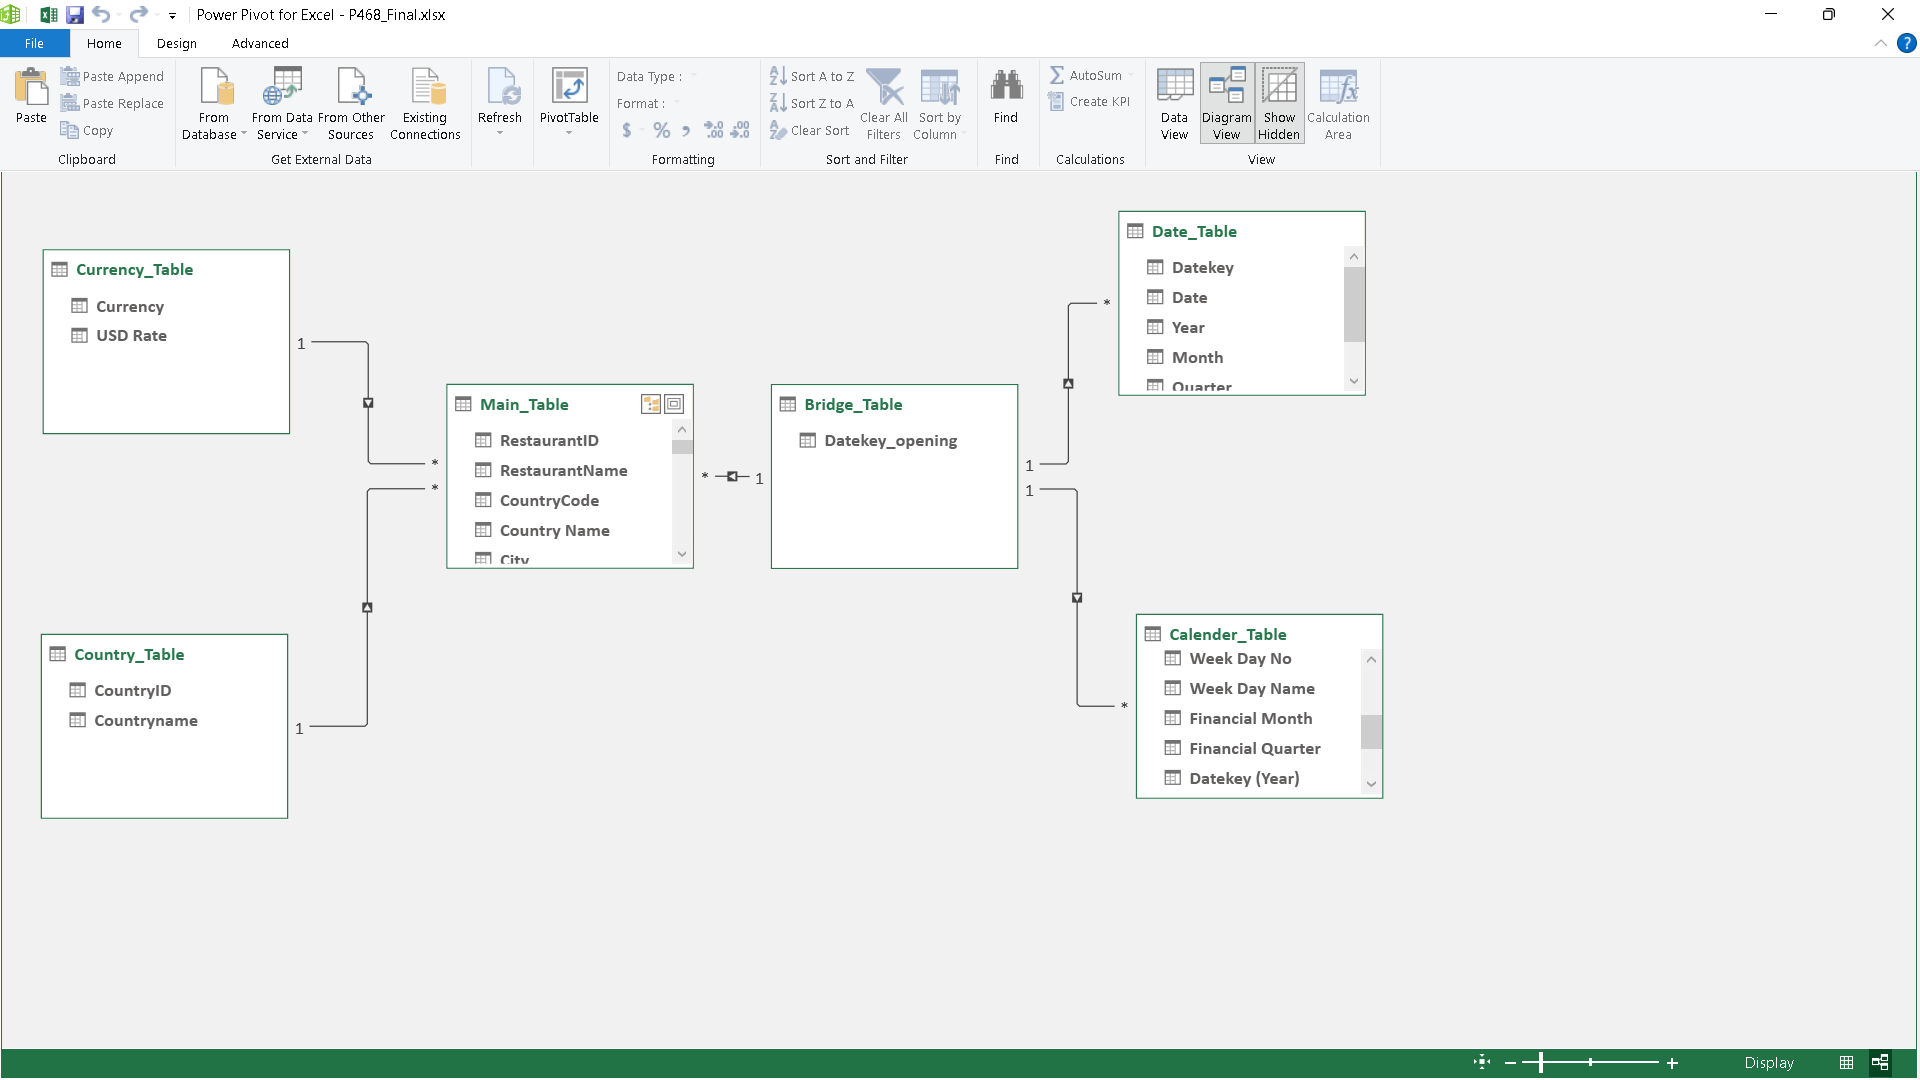 Power Pivot for Excel - P468_Final.xlsx
File Home Design Advanced
?
Paste
Paste Append
Paste Replace
Copy
Clipboard
From Database
From Data Service
From Other Sources
Existing Connections
Get External Data
Refresh
PivotTable
Data Type :
Format :
$ % ,
Formatting
Sort A to Z
Sort Z to A
Clear Sort
Clear All Filters
Sort by Column
Sort and Filter
Find
Find
AutoSum
Create KPI
Calculations
Data View
Diagram View
Show Hidden
Calculation Area
View
Currency_Table
Currency
USD Rate
1
*
Country_Table
CountryID
Countryname
1
*
Main_Table
RestaurantID
RestaurantName
CountryCode
Country Name
City
* 1
Bridge_Table
Datekey_opening
1
*
1
*
Date_Table
Datekey
Date
Year
Month
Quarter
Calender_Table
Week Day No
Week Day Name
Financial Month
Financial Quarter
Datekey (Year)
Display